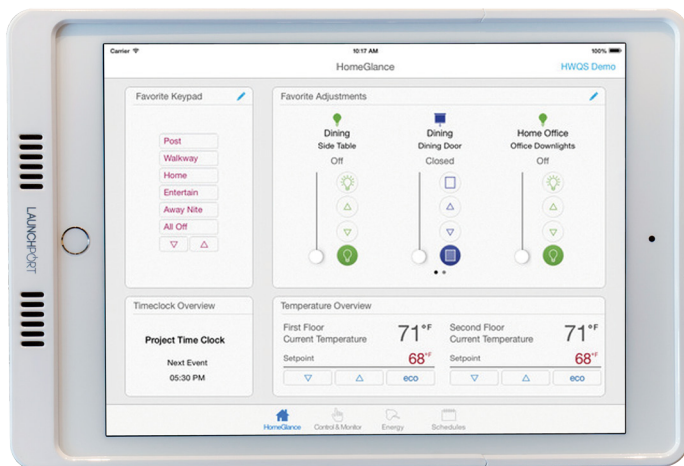 Carrier
10:17 AM
100%
HomeGlance
HWQS Demo
Favorite Keypad
Post
Walkway
Home
Entertain
Away Nite
All Off
Favorite Adjustments
Dining
Side Table
Off
Dining
Dining Door
Closed
Home Office
Office Downlights
Off
Timeclock Overview
Project Time Clock
Next Event
05:30 PM
Temperature Overview
First Floor
Current Temperature
71°F
Setpoint
68°F
eco
Second Floor
Current Temperature
71°F
Setpoint
68°F
eco
HomeGlance
Control & Monitor
Energy
Schedules
LAUNCHPORT